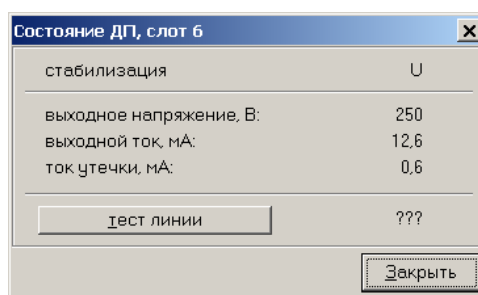 Состояние ДП, слот 6
стабилизация U
выходное напряжение, В: 250
выходной ток, мА: 12,6
ток утечки, мА: 0,6
тест линии ???
Закрыть